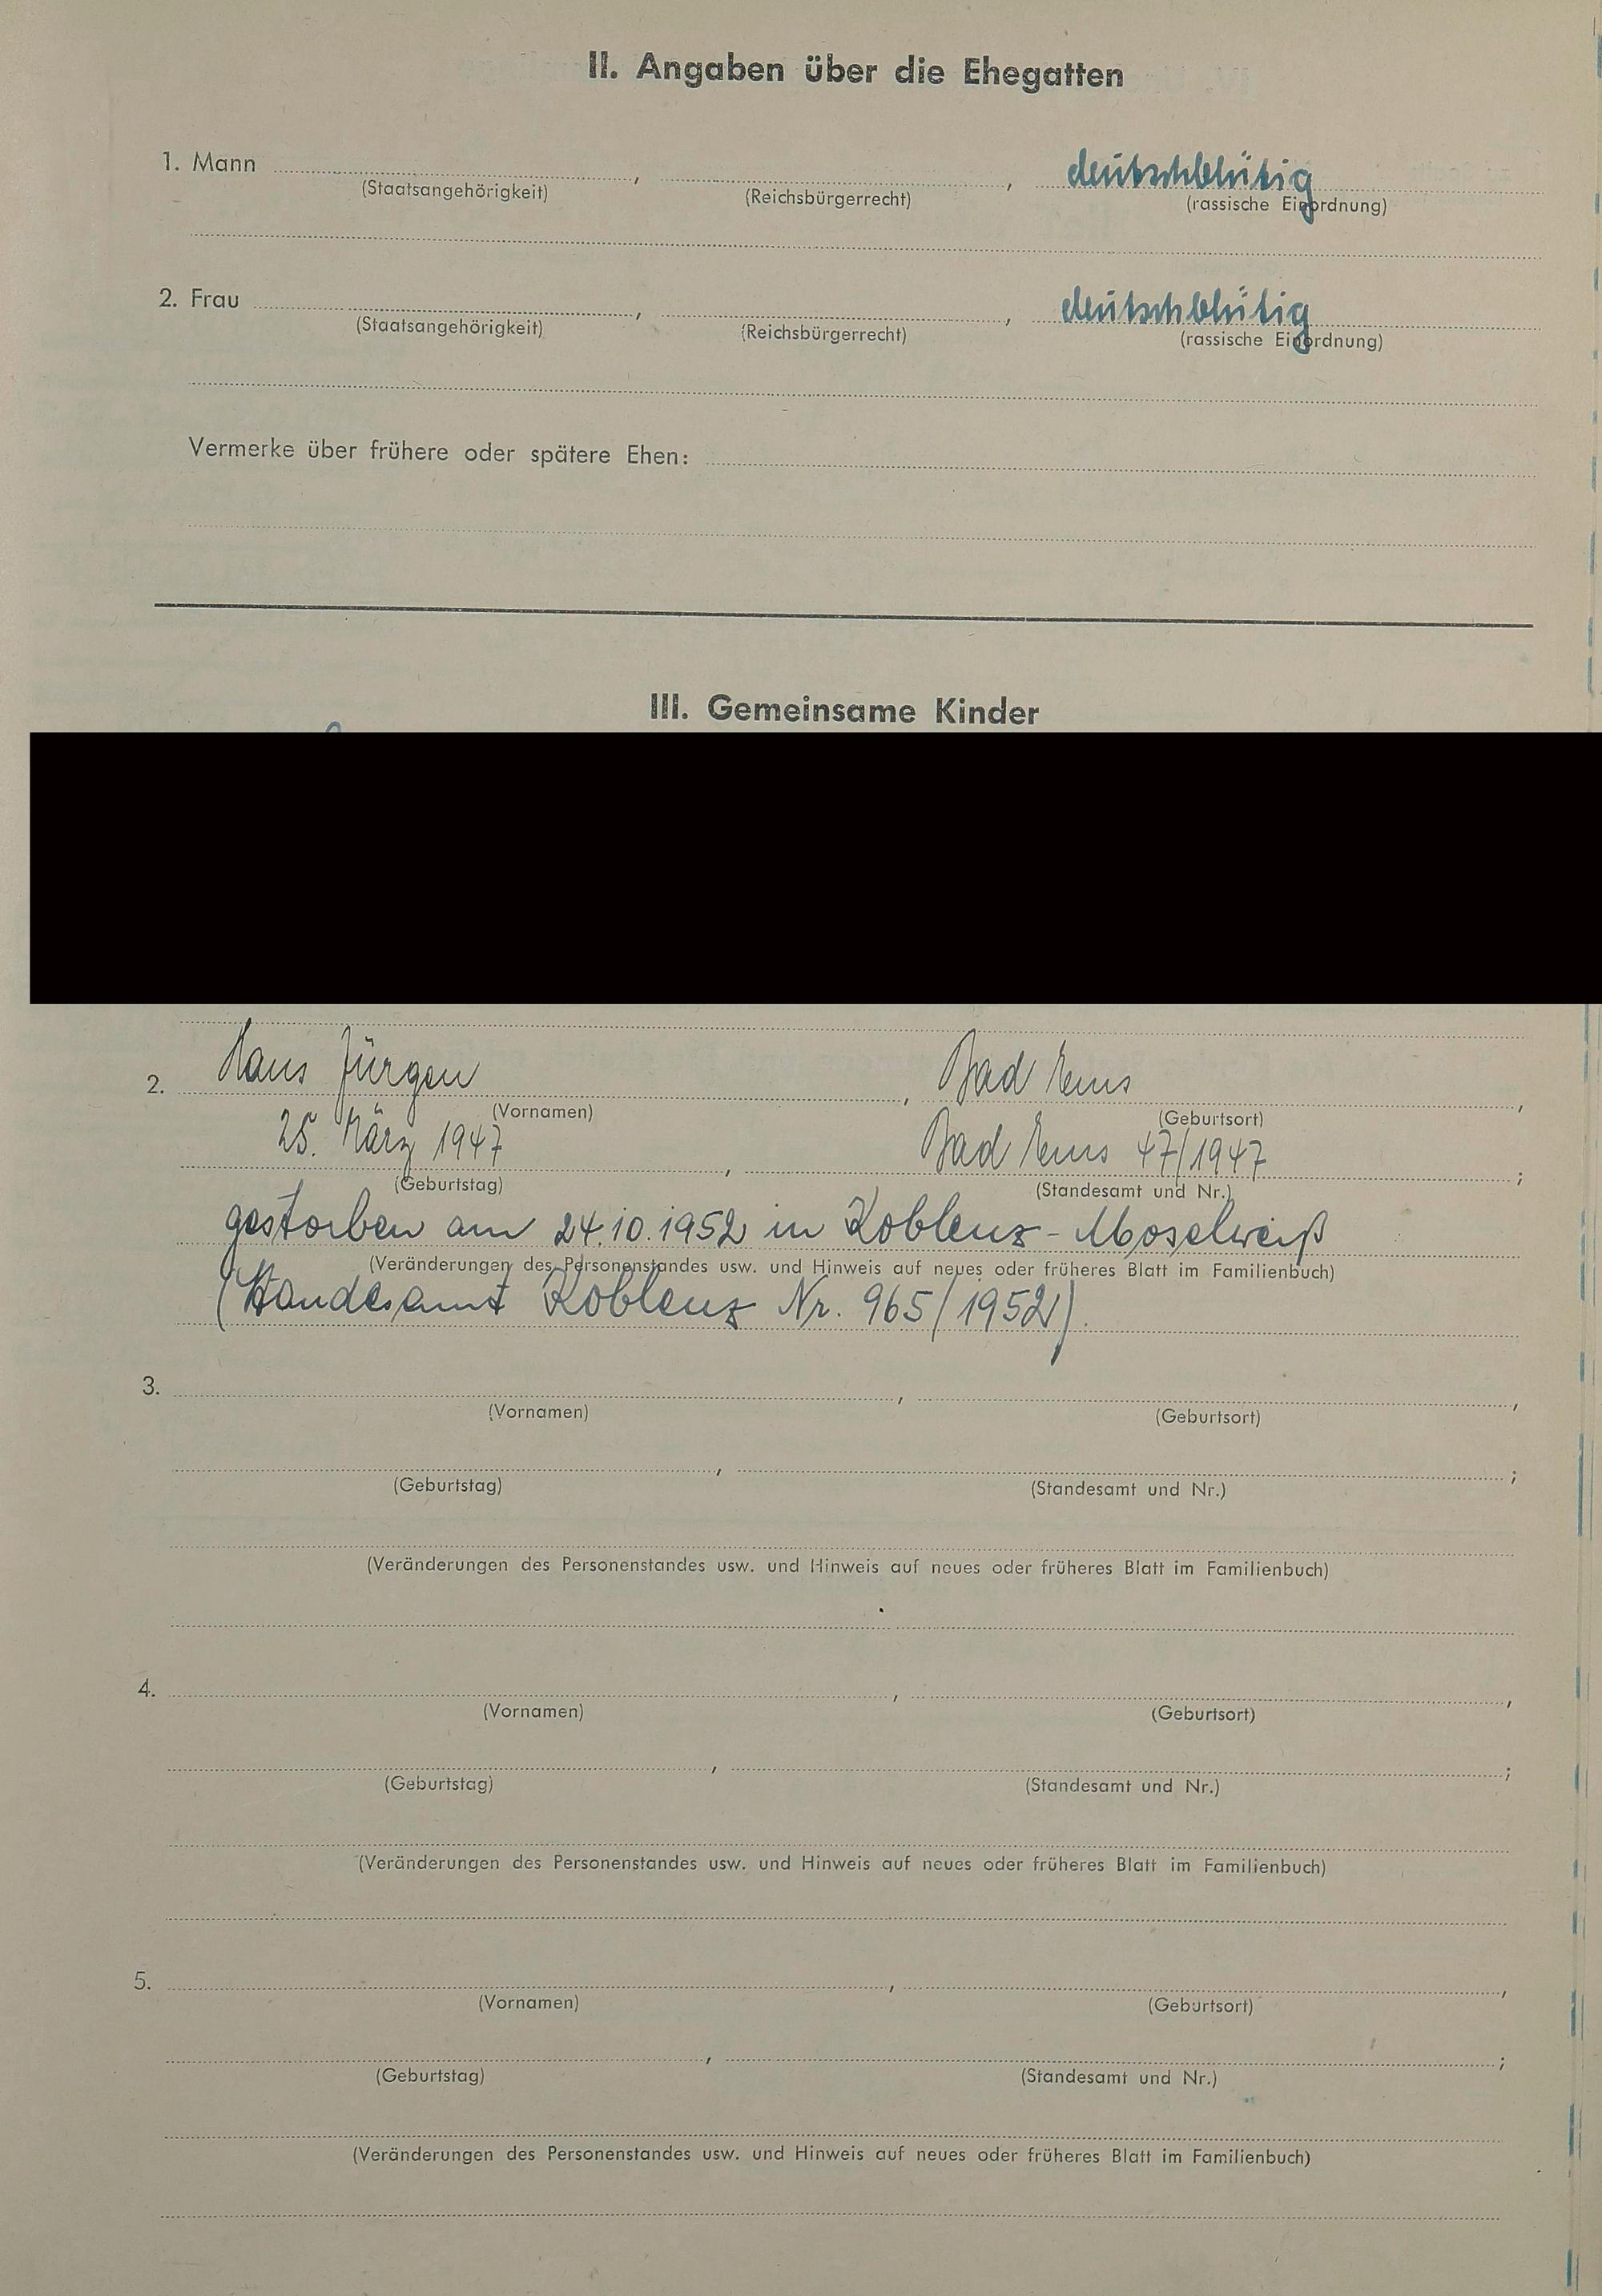 II. Angaben über die Ehegatten
1. Mann , , deutschblütig
(Staatsangehörigkeit) (Reichsbürgerrecht) (rassische Einordnung)
2. Frau , , deutschblütig
(Staatsangehörigkeit) (Reichsbürgerrecht) (rassische Einordnung)
Vermerke über frühere oder spätere Ehen:
III. Gemeinsame Kinder
2. Hans Jürgen , Bad Ems ,
(Vornamen) (Geburtsort)
25. März 1947 , Bad Ems 47/1947 ;
(Geburtstag) (Standesamt und Nr.)
gestorben am 24.10.1952 in Koblenz-Moselweiß
(Veränderungen des Personenstandes usw. und Hinweis auf neues oder früheres Blatt im Familienbuch)
(Standesamt Koblenz Nr. 965/1952).
3. , ,
(Vornamen) (Geburtsort)
, ;
(Geburtstag) (Standesamt und Nr.)
(Veränderungen des Personenstandes usw. und Hinweis auf neues oder früheres Blatt im Familienbuch)
4. , ,
(Vornamen) (Geburtsort)
, ;
(Geburtstag) (Standesamt und Nr.)
(Veränderungen des Personenstandes usw. und Hinweis auf neues oder früheres Blatt im Familienbuch)
5. , ,
(Vornamen) (Geburtsort)
, ;
(Geburtstag) (Standesamt und Nr.)
(Veränderungen des Personenstandes usw. und Hinweis auf neues oder früheres Blatt im Familienbuch)